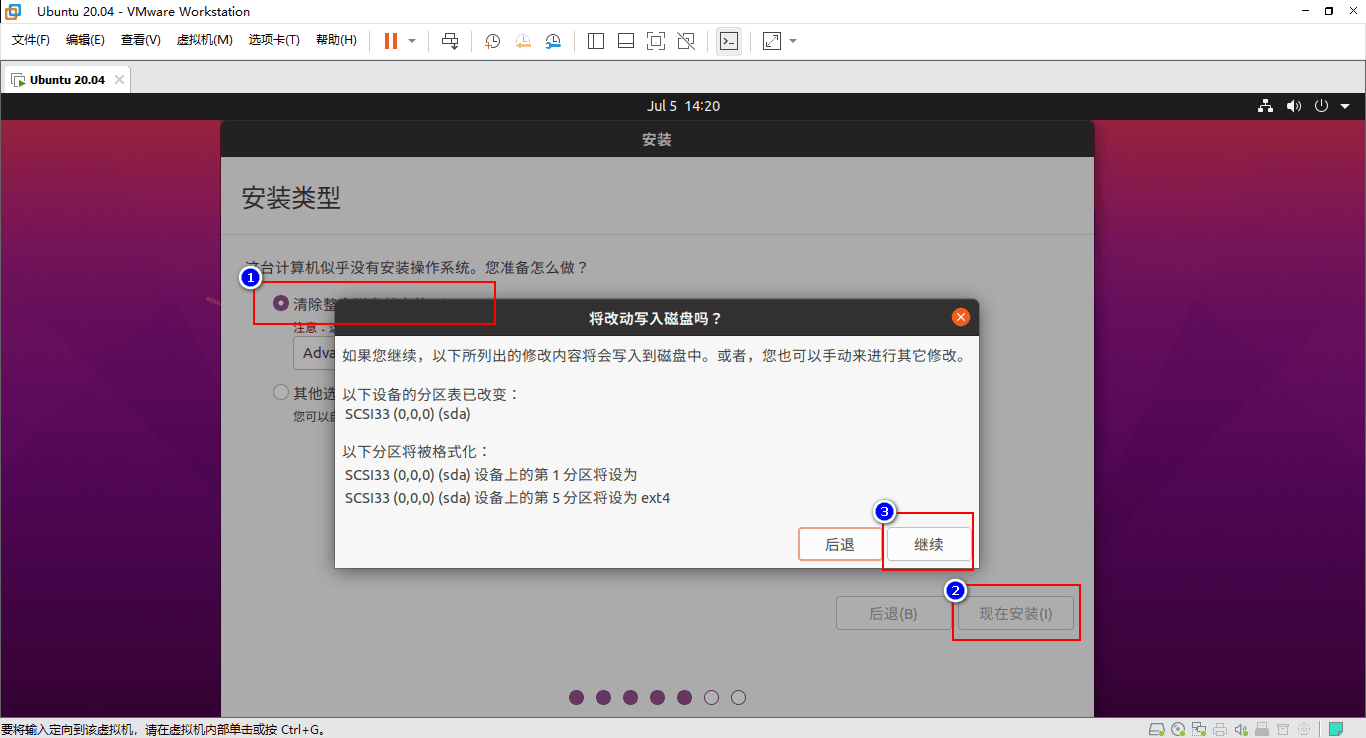 Ubuntu 20.04 - VMware Workstation
文件(F) 编辑(E) 查看(V) 虚拟机(M) 选项卡(T) 帮助(H)
Ubuntu 20.04
Jul 5 14:20
安装
安装类型
这台计算机似乎没有安装操作系统。您准备怎么做？
1
清除整
注意：
Adva
其他选
您可以
将改动写入磁盘吗？
如果您继续，以下所列出的修改内容将会写入到磁盘中。或者，您也可以手动来进行其它修改。
以下设备的分区表已改变：
SCSI33 (0,0,0) (sda)
以下分区将被格式化：
SCSI33 (0,0,0) (sda) 设备上的第 1 分区将设为
SCSI33 (0,0,0) (sda) 设备上的第 5 分区将设为 ext4
3
后退 继续
2
后退(B) 现在安装(I)
要将输入定向到该虚拟机，请在虚拟机内部单击或按 Ctrl+G。